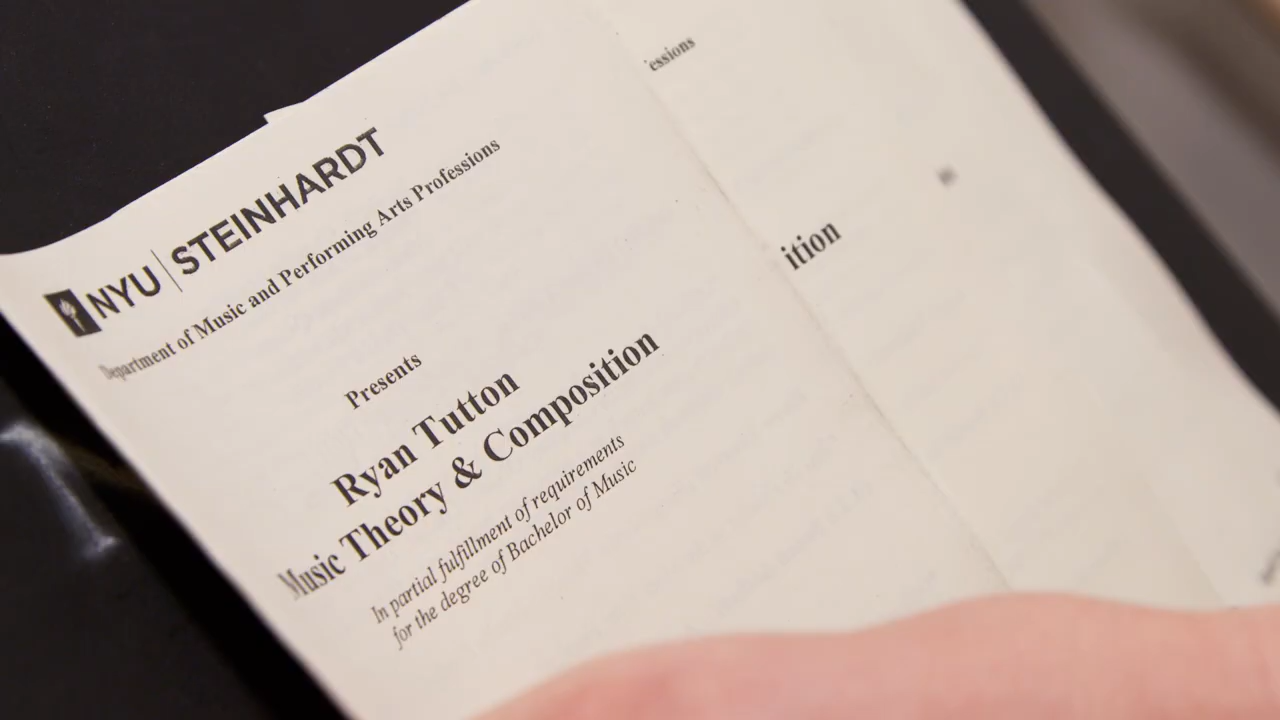 NYU | STEINHARDT
Department of Music and Performing Arts Professions
Presents
Ryan Tutton
Music Theory & Composition
In partial fulfillment of requirements
for the degree of Bachelor of Music
essions
ition